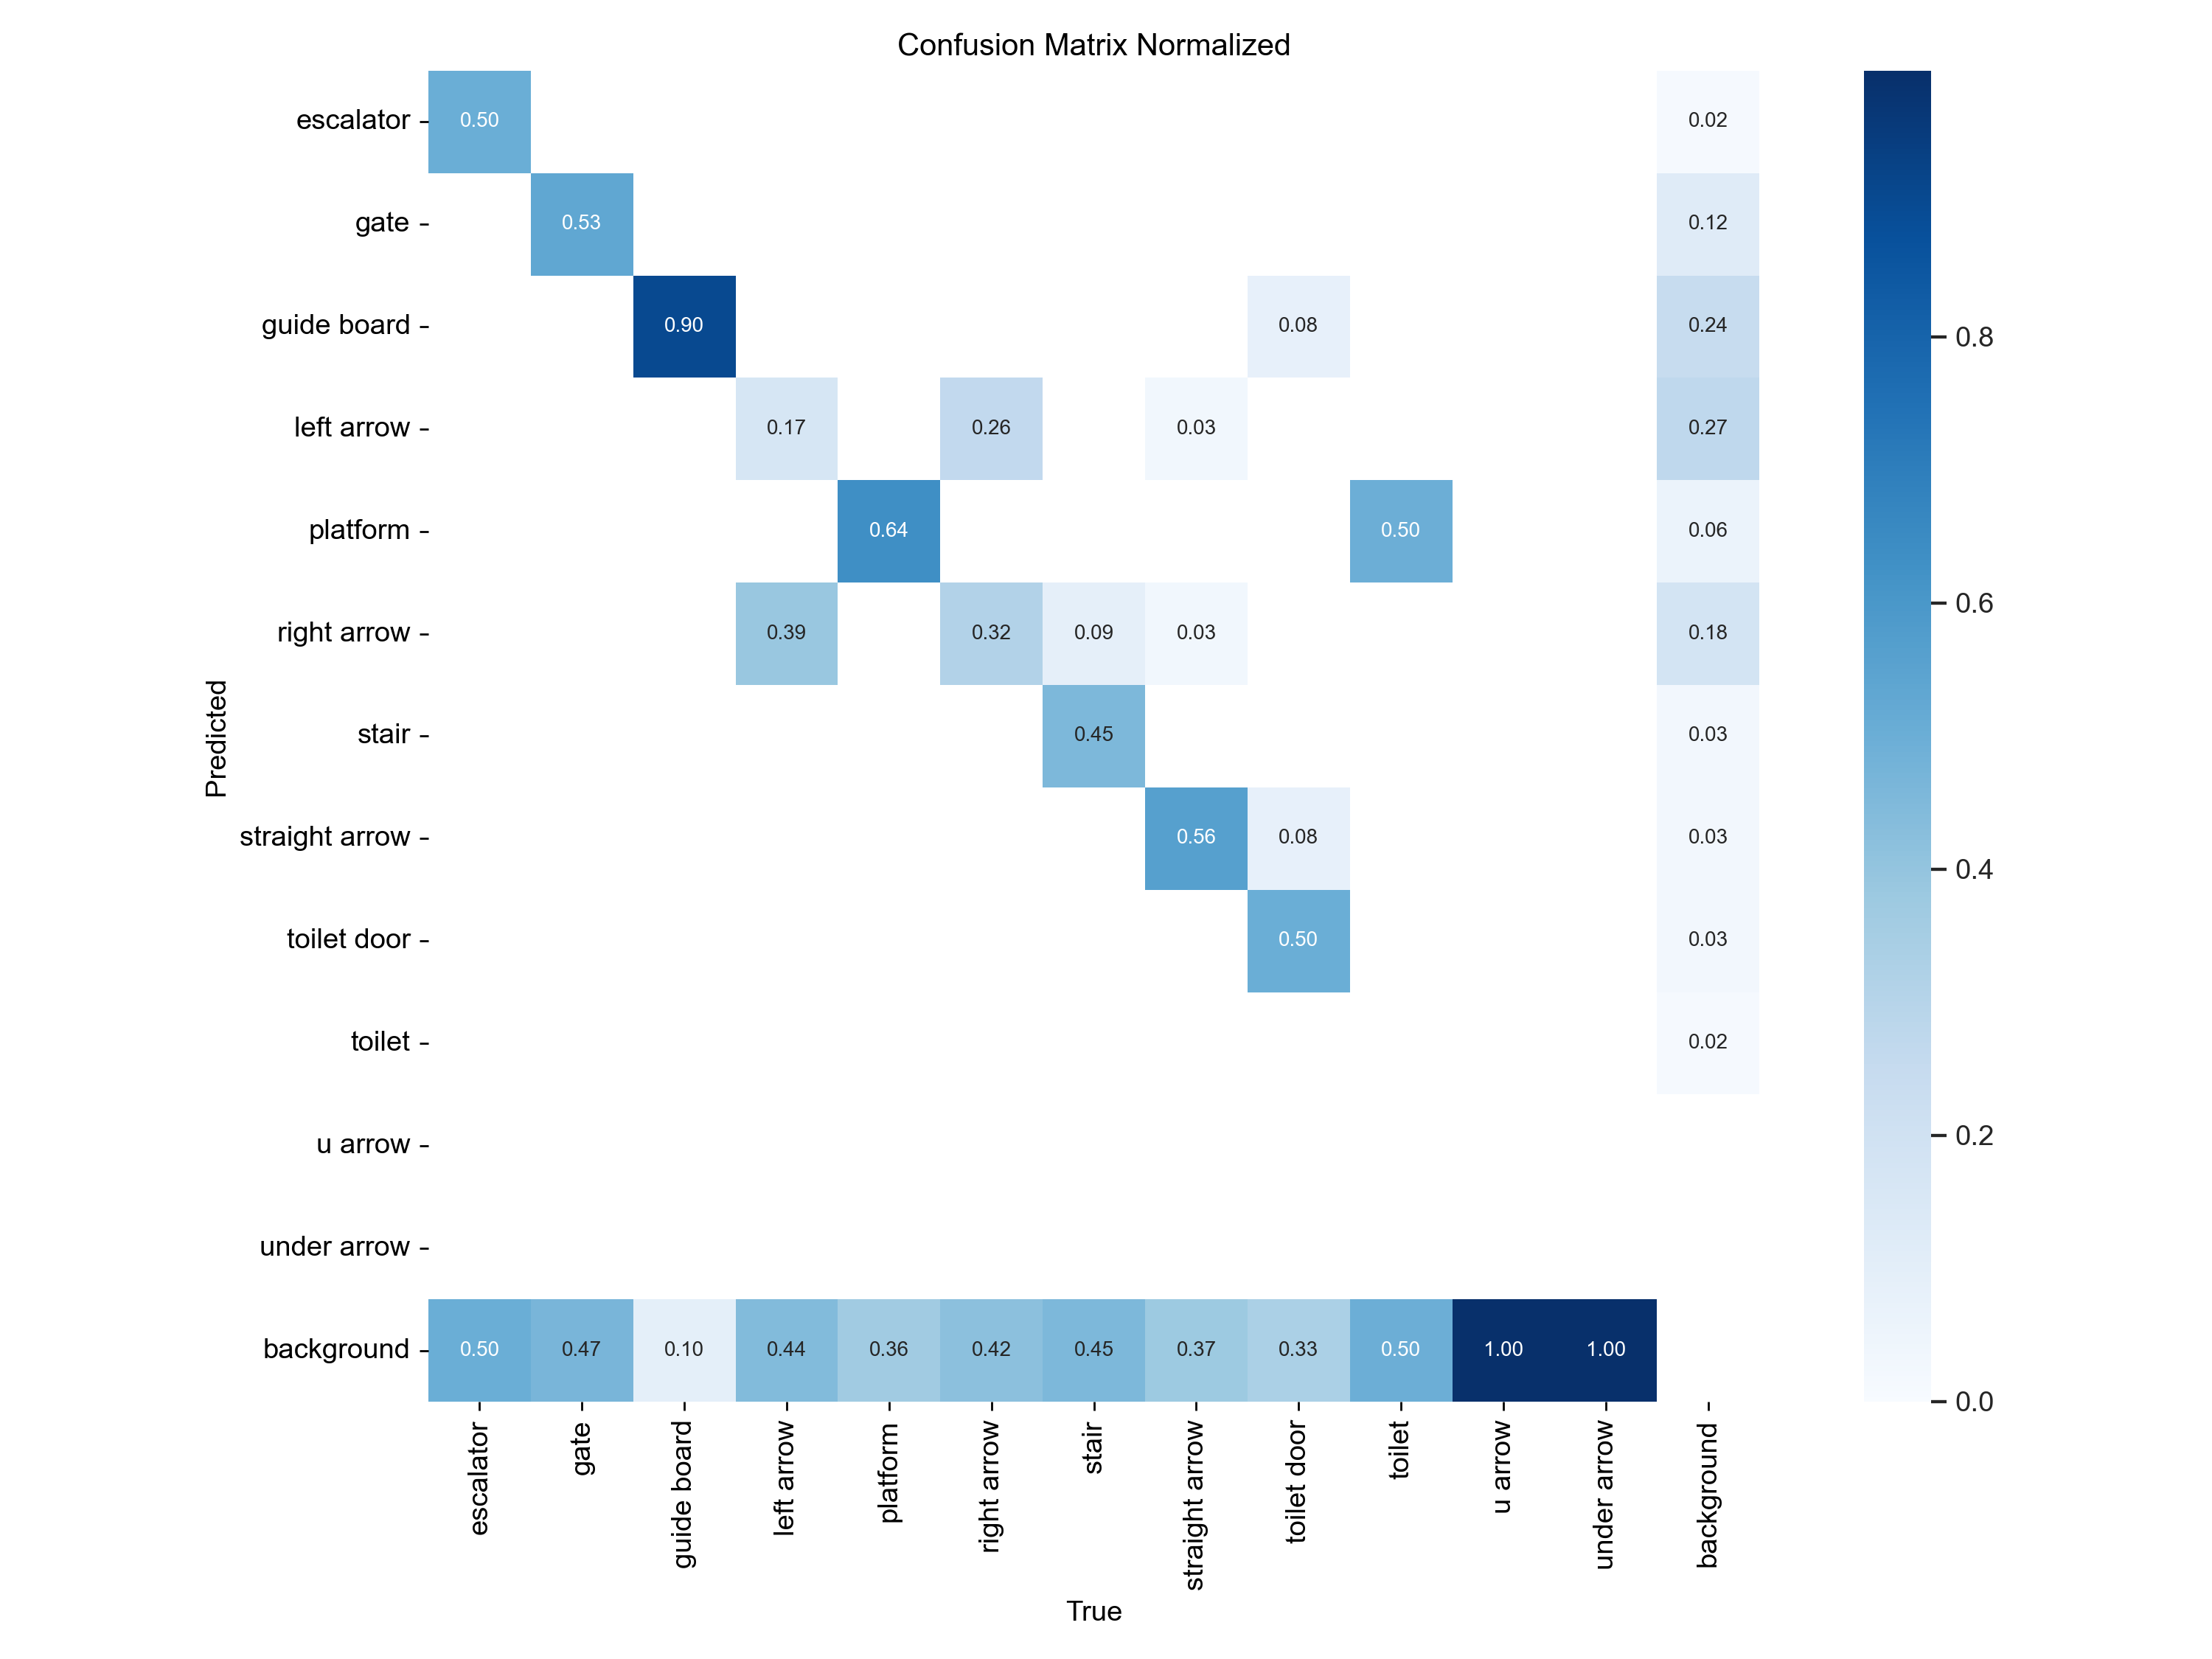 Confusion Matrix Normalized
Predicted
escalator 0.50 0.02
gate 0.53 0.12
guide board 0.90 0.08 0.24
left arrow 0.17 0.26 0.03 0.27
platform 0.64 0.50 0.06
right arrow 0.39 0.32 0.09 0.03 0.18
stair 0.45 0.03
straight arrow 0.56 0.08 0.03
toilet door 0.50 0.03
toilet 0.02
u arrow
under arrow
background 0.50 0.47 0.10 0.44 0.36 0.42 0.45 0.37 0.33 0.50 1.00 1.00
escalator
gate
guide board
left arrow
platform
right arrow
stair
straight arrow
toilet door
toilet
u arrow
under arrow
background
True
0.8
0.6
0.4
0.2
0.0